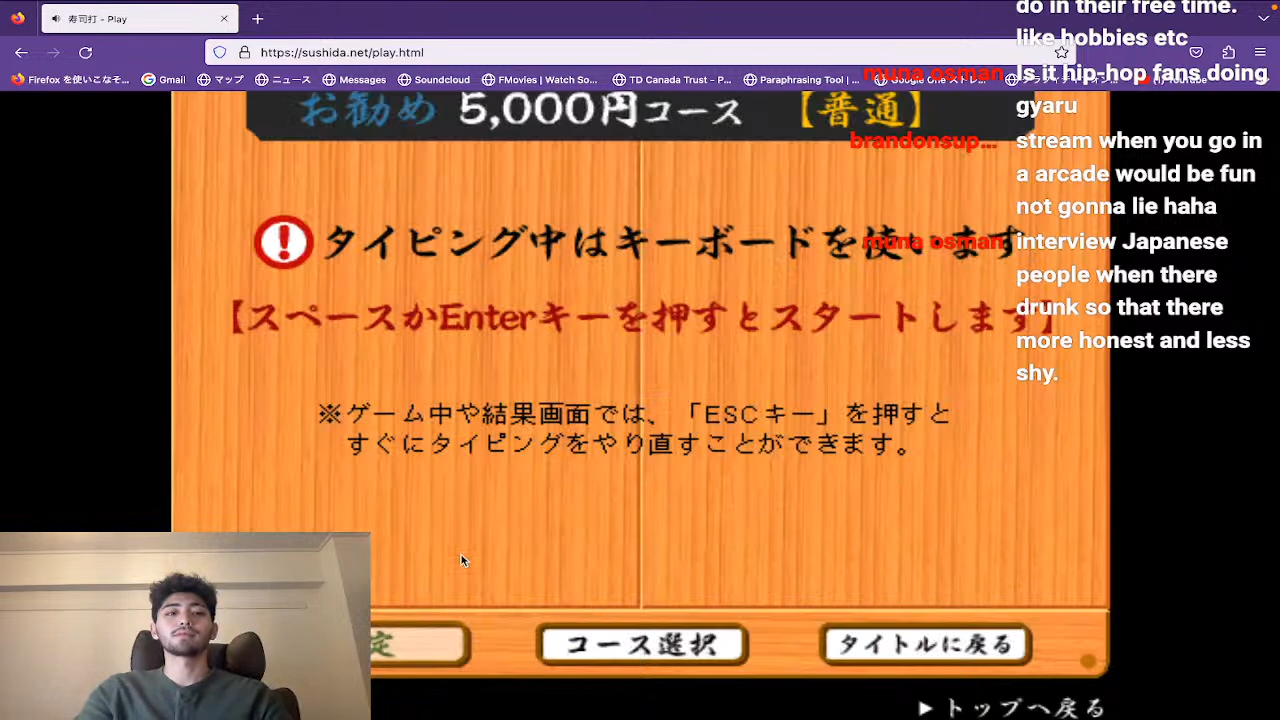 寿司打 - Play
https://sushida.net/play.html
Firefox を使いこなそ...
Gmail
マップ
ニュース
Messages
Soundcloud
FMovies | Watch So...
TD Canada Trust - P...
Paraphrasing Tool | ...
お勧め 5,000円コース 【普通】
タイピング中はキーボードを使います
【スペースかEnterキーを押すとスタートします】
※ゲーム中や結果画面では、「ESCキー」を押すと
すぐにタイピングをやり直すことができます。
定
コース選択
タイトルに戻る
▶トップへ戻る
do in their free time.
like hobbies etc
muna osman Is it hip-hop fans doing
gyaru
brandonsup... stream when you go in
a arcade would be fun
not gonna lie haha
muna osman interview Japanese
people when there
drunk so that there
more honest and less
shy.